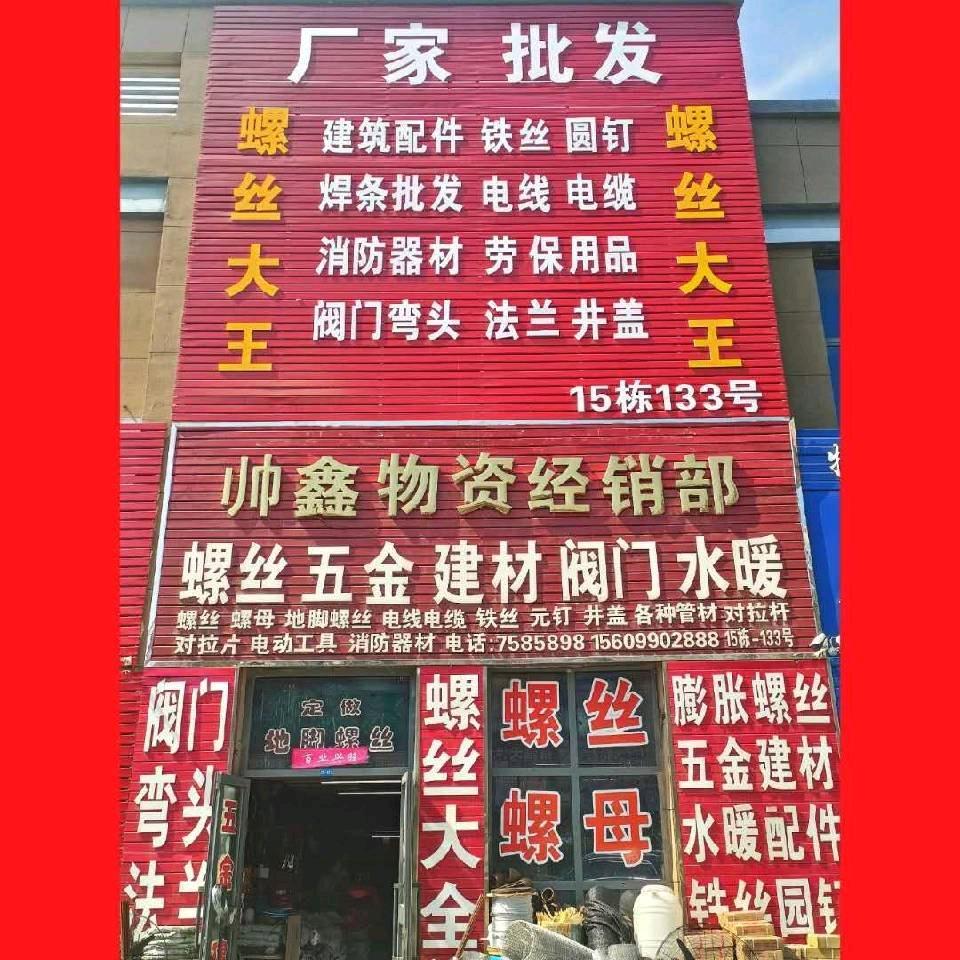 厂家 批发
螺丝大王
建筑配件 铁丝 圆钉
焊条批发 电线 电缆
消防器材 劳保用品
阀门弯头 法兰 井盖
螺丝大王
15栋133号
帅鑫物资经销部
螺丝五金建材阀门水暖
螺丝 螺母 地脚螺丝 电线电缆 铁丝 元钉 井盖 各种管材 对拉杆
对拉片 电动工具 消防器材 电话:7585898 15609902888 15栋-133号
阀门
弯头
法兰
定做
地脚螺丝
百业兴旺
五金
螺丝大全
螺丝
螺母
膨胀螺丝
五金建材
水暖配件
铁丝园钉